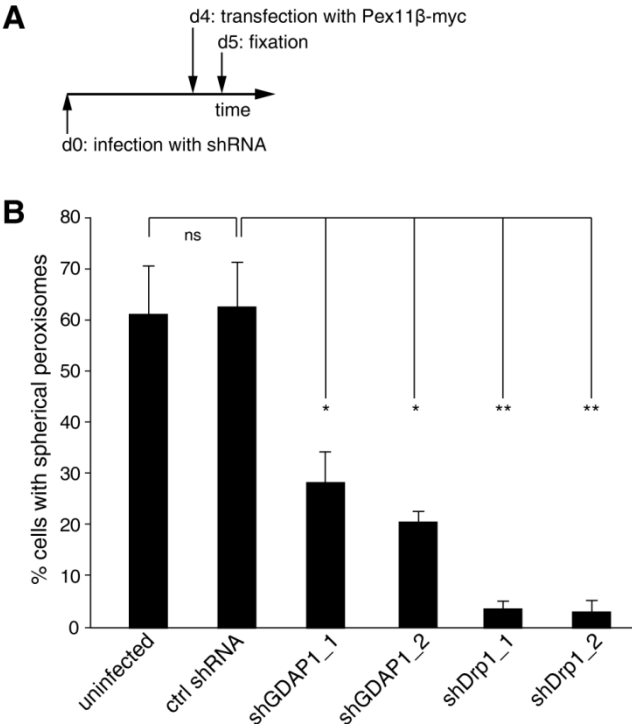 A
d4: transfection with Pex11β-myc
d5: fixation
time
d0: infection with shRNA
B
% cells with spherical peroxisomes
80
70
60
50
40
30
20
10
0
ns
*
*
**
**
uninfected
ctrl shRNA
shGDAP1_1
shGDAP1_2
shDrp1_1
shDrp1_2